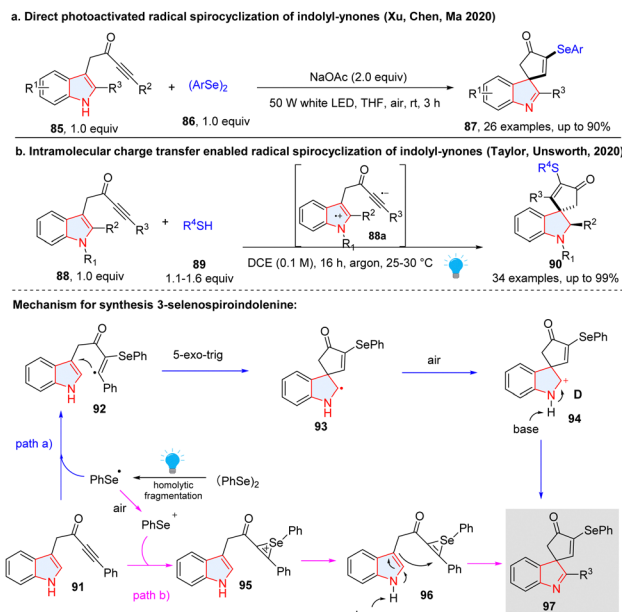 a. Direct photoactivated radical spirocyclization of indolyl-ynones (Xu, Chen, Ma 2020)
O
R¹
R²
R³
N
H
85, 1.0 equiv
+
(ArSe)₂
86, 1.0 equiv
NaOAc (2.0 equiv)
50 W white LED, THF, air, rt, 3 h
O
SeAr
R¹
R³
N
87, 26 examples, up to 90%
b. Intramolecular charge transfer enabled radical spirocyclization of indolyl-ynones (Taylor, Unsworth, 2020)
O
R²
R³
N
R₁
88, 1.0 equiv
+
R⁴SH
89
1.1-1.6 equiv
O
•−
•+
R²
R³
N
R₁
88a
DCE (0.1 M), 16 h, argon, 25-30 °C
R⁴S
R³
O
R²
N
R₁
90
34 examples, up to 99%
Mechanism for synthesis 3-selenospiroindolenine:
O
SePh
Ph
N
H
92
5-exo-trig
O
SePh
N
H
93
air
O
SePh
+
D
N
H
base
94
path a)
PhSe•
homolytic
fragmentation
(PhSe)₂
air
PhSe⁺
O
Ph
N
H
91
path b)
O
Ph
Se
Ph
N
H
95
O
Ph
Se
Ph
N
H
96
O
SePh
Ph
R³
N
97